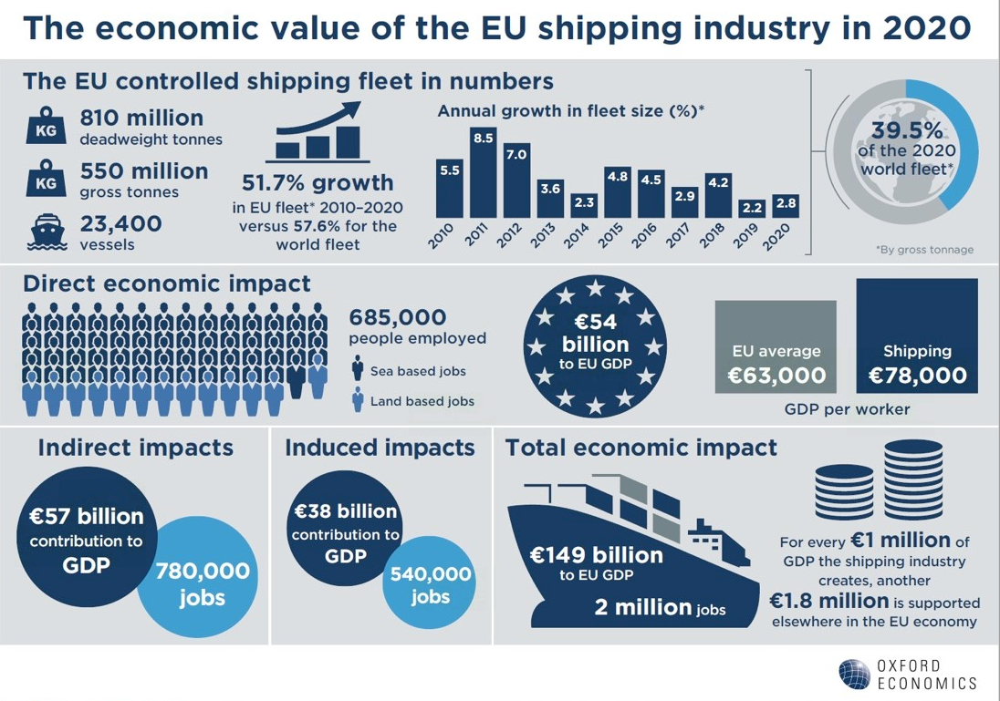 The economic value of the EU shipping industry in 2020
The EU controlled shipping fleet in numbers
KG
810 million
deadweight tonnes
KG
550 million
gross tonnes
23,400
vessels
51.7% growth
in EU fleet* 2010–2020
versus 57.6% for the
world fleet
Annual growth in fleet size (%)*
5.5
8.5
7.0
3.6
2.3
4.8
4.5
2.9
4.2
2.2
2.8
2010
2011
2012
2013
2014
2015
2016
2017
2018
2019
2020
39.5%
of the 2020
world fleet*
*By gross tonnage
Direct economic impact
685,000
people employed
Sea based jobs
Land based jobs
€54
billion
to EU GDP
EU average
€63,000
Shipping
€78,000
GDP per worker
Indirect impacts
€57 billion
contribution to
GDP
780,000
jobs
Induced impacts
€38 billion
contribution to
GDP
540,000
jobs
Total economic impact
€149 billion
to EU GDP
2 million jobs
For every €1 million of
GDP the shipping industry
creates, another
€1.8 million is supported
elsewhere in the EU economy
OXFORD
ECONOMICS